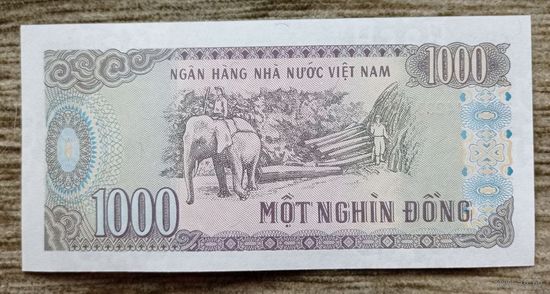 NGÂN HÀNG NHÀ NƯỚC VIỆT NAM
1000
1000
MỘT NGHÌN ĐỒNG